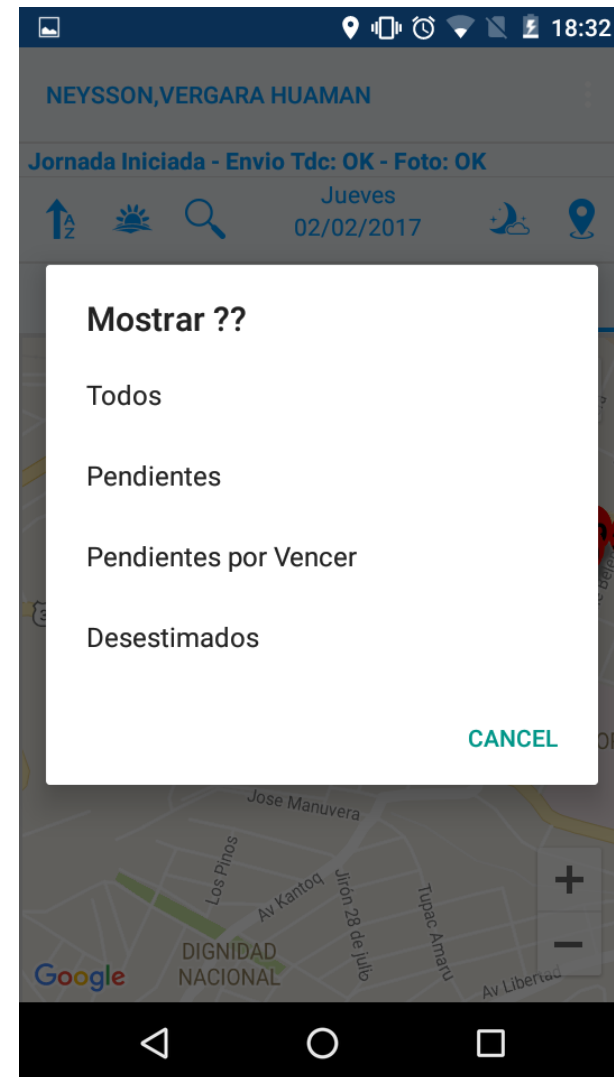 18:32
NEYSSON,VERGARA HUAMAN
Jornada Iniciada - Envio Tdc: OK - Foto: OK
A
Z
Jueves
02/02/2017
Mostrar ??
Todos
Pendientes
Pendientes por Vencer
Desestimados
CANCEL
Jose Manuvera
Los Pinos
Av Kantoq
Jirón 28 de julio
Tupac Amaru
DIGNIDAD
NACIONAL
Av Libertad
Google
+
−